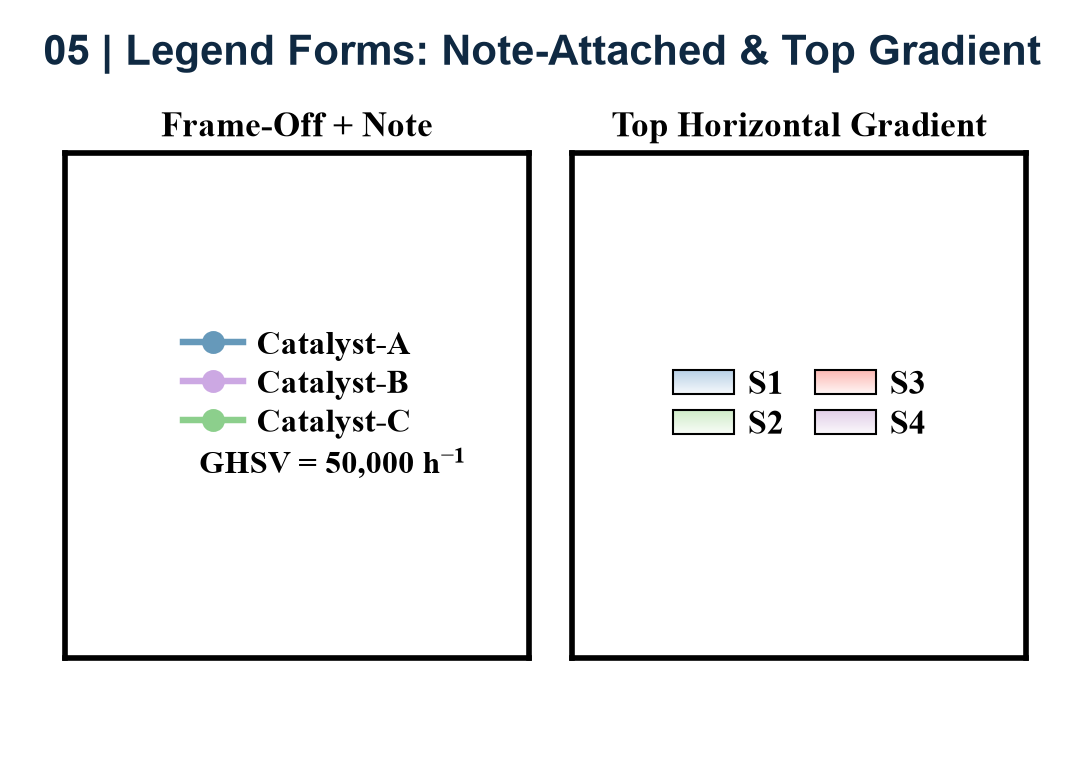 05 | Legend Forms: Note-Attached & Top Gradient
Frame-Off + Note
Catalyst-A
Catalyst-B
Catalyst-C
GHSV = 50,000 h⁻¹
Top Horizontal Gradient
S1
S2
S3
S4